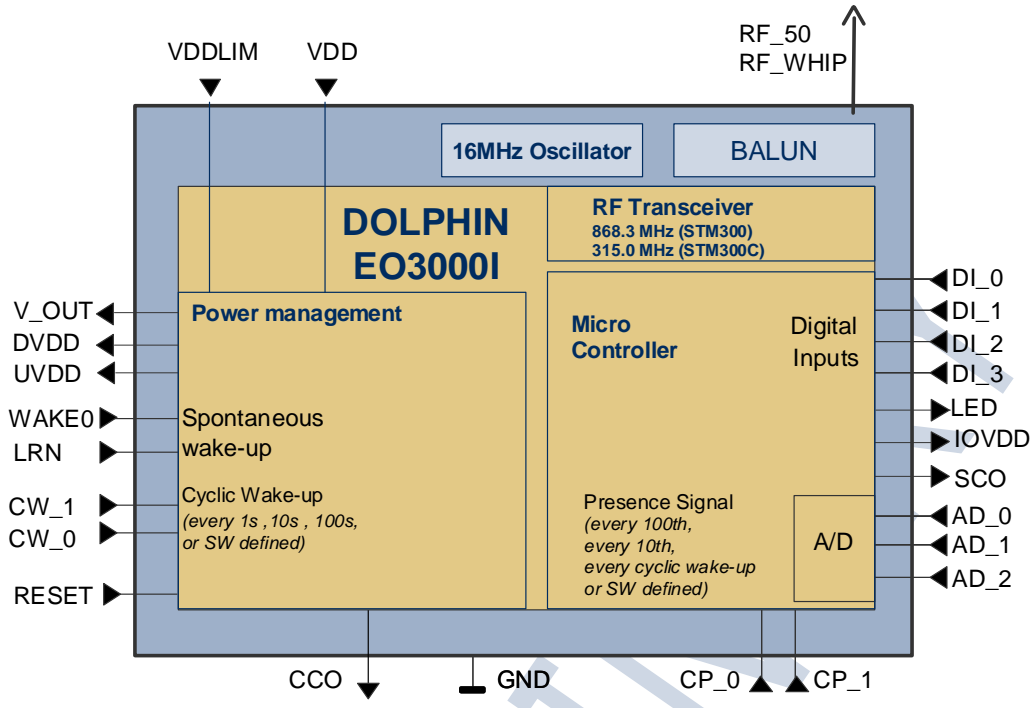 RF_50
RF_WHIP
VDDLIM
VDD
16MHz Oscillator
BALUN
DOLPHIN
EO3000I
RF Transceiver
868.3 MHz (STM300)
315.0 MHz (STM300C)
V_OUT
DVDD
UVDD
WAKE0
LRN
CW_1
CW_0
RESET
Power management
Spontaneous
wake-up
Cyclic Wake-up
(every 1s ,10s , 100s,
or SW defined)
Micro
Controller
Digital
Inputs
Presence Signal
(every 100th,
every 10th,
every cyclic wake-up
or SW defined)
A/D
DI_0
DI_1
DI_2
DI_3
LED
IOVDD
SCO
AD_0
AD_1
AD_2
CCO
GND
CP_0
CP_1